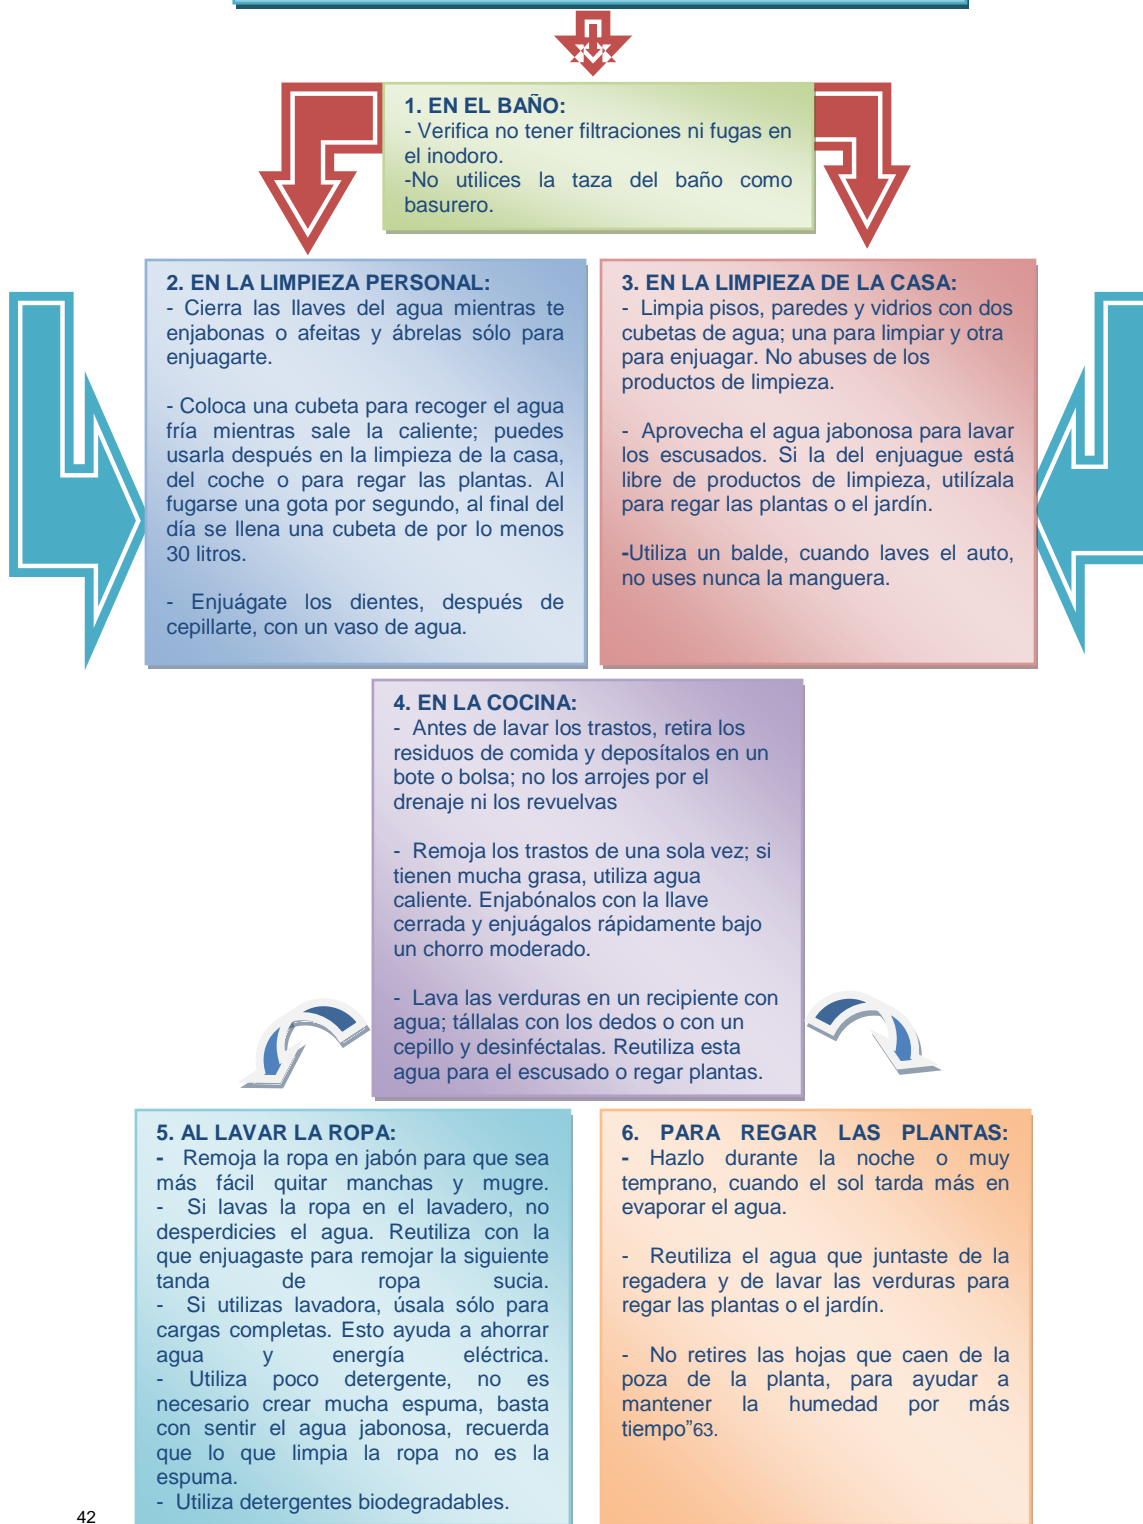 1. EN EL BAÑO:
- Verifica no tener filtraciones ni fugas en
el inodoro.
-No utilices la taza del baño como
basurero.
2. EN LA LIMPIEZA PERSONAL:
- Cierra las llaves del agua mientras te
enjabonas o afeitas y ábrelas sólo para
enjuagarte.
- Coloca una cubeta para recoger el agua
fría mientras sale la caliente; puedes
usarla después en la limpieza de la casa,
del coche o para regar las plantas. Al
fugarse una gota por segundo, al final del
día se llena una cubeta de por lo menos
30 litros.
- Enjuágate los dientes, después de
cepillarte, con un vaso de agua.
3. EN LA LIMPIEZA DE LA CASA:
- Limpia pisos, paredes y vidrios con dos
cubetas de agua; una para limpiar y otra
para enjuagar. No abuses de los
productos de limpieza.
- Aprovecha el agua jabonosa para lavar
los escusados. Si la del enjuague está
libre de productos de limpieza, utilízala
para regar las plantas o el jardín.
-Utiliza un balde, cuando laves el auto,
no uses nunca la manguera.
4. EN LA COCINA:
- Antes de lavar los trastos, retira los
residuos de comida y deposítalos en un
bote o bolsa; no los arrojes por el
drenaje ni los revuelvas
- Remoja los trastos de una sola vez; si
tienen mucha grasa, utiliza agua
caliente. Enjabónalos con la llave
cerrada y enjuágalos rápidamente bajo
un chorro moderado.
- Lava las verduras en un recipiente con
agua; tállalas con los dedos o con un
cepillo y desinféctalas. Reutiliza esta
agua para el escusado o regar plantas.
5. AL LAVAR LA ROPA:
- Remoja la ropa en jabón para que sea
más fácil quitar manchas y mugre.
- Si lavas la ropa en el lavadero, no
desperdicies el agua. Reutiliza con la
que enjuagaste para remojar la siguiente
tanda de ropa sucia.
- Si utilizas lavadora, úsala sólo para
cargas completas. Esto ayuda a ahorrar
agua y energía eléctrica.
- Utiliza poco detergente, no es
necesario crear mucha espuma, basta
con sentir el agua jabonosa, recuerda
que lo que limpia la ropa no es la
espuma.
- Utiliza detergentes biodegradables.
6. PARA REGAR LAS PLANTAS:
- Hazlo durante la noche o muy
temprano, cuando el sol tarda más en
evaporar el agua.
- Reutiliza el agua que juntaste de la
regadera y de lavar las verduras para
regar las plantas o el jardín.
- No retires las hojas que caen de la
poza de la planta, para ayudar a
mantener la humedad por más
tiempo”63.
42